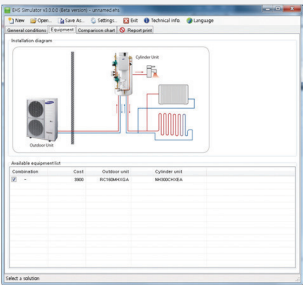 EHS Simulator v3.0.0.0 (Beta version) - unnamed.ehs
New Open.. Save As.. Settings.. Exit Technical info Language
General conditions Equipment Comparison chart Report print
Installation diagram
Cylinder Unit
Outdoor Unit
Available equipment list
Combination Cost Outdoor unit Cylinder unit
Select a solution